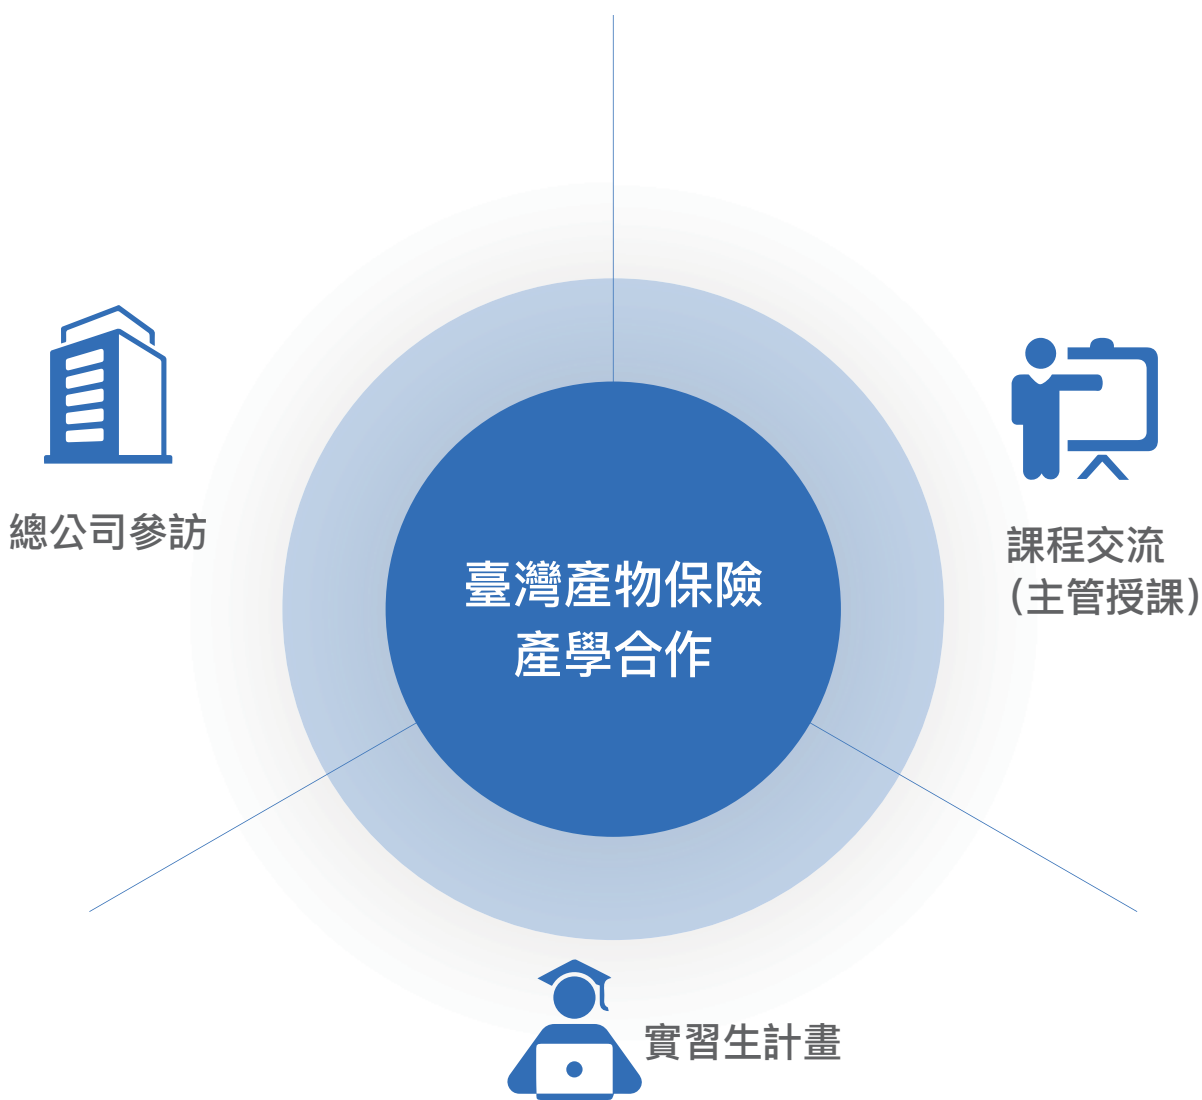 總公司參訪
課程交流
(主管授課)
臺灣產物保險
產學合作
實習生計畫